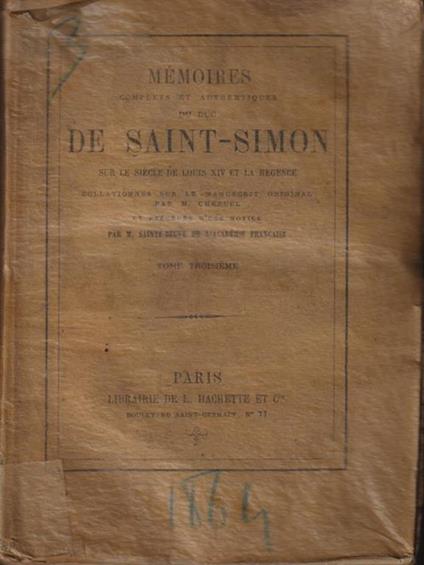 MÉMOIRES
COMPLETS ET AUTHENTIQUES
DU DUC
DE SAINT-SIMON
SUR LE SIÈCLE DE LOUIS XIV ET LA RÉGENCE
COLLATIONNÉS SUR LE MANUSCRIT ORIGINAL
PAR M. CHÉRUEL
ET PRÉCÉDÉS D'UNE NOTICE
PAR M. SAINTE-BEUVE DE L'ACADÉMIE FRANÇAISE
TOME TROISIÈME
PARIS
LIBRAIRIE DE L. HACHETTE ET Cie
BOULEVARD SAINT-GERMAIN, N° 77
1864